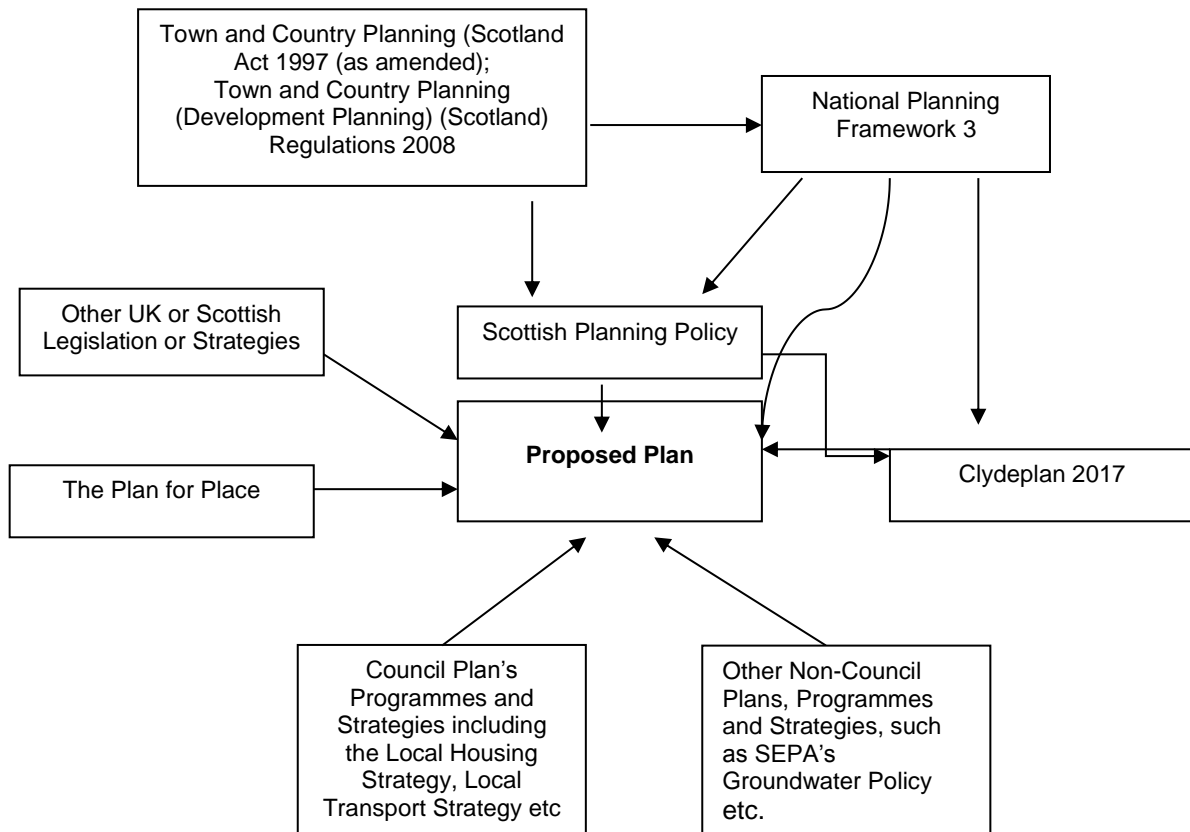 Town and Country Planning (Scotland
Act 1997 (as amended);
Town and Country Planning
(Development Planning) (Scotland)
Regulations 2008
National Planning
Framework 3
Other UK or Scottish
Legislation or Strategies
Scottish Planning Policy
Proposed Plan
The Plan for Place
Clydeplan 2017
Council Plan's
Programmes and
Strategies including
the Local Housing
Strategy, Local
Transport Strategy etc
Other Non-Council
Plans, Programmes
and Strategies, such
as SEPA's
Groundwater Policy
etc.